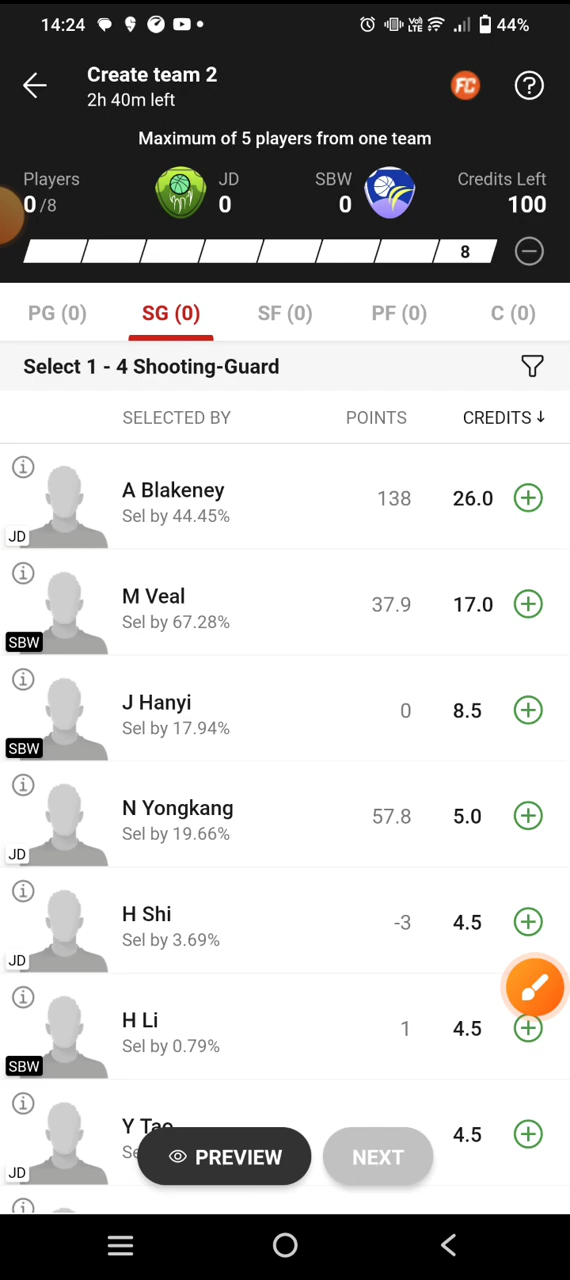 14:24
Vol LTE 44%
Create team 2
2h 40m left
FC
?
Maximum of 5 players from one team
Players JD SBW Credits Left
0/8 0 0 100
8
PG (0) SG (0) SF (0) PF (0) C (0)
Select 1 - 4 Shooting-Guard
SELECTED BY POINTS CREDITS ↓
A Blakeney
Sel by 44.45%
138 26.0
JD
M Veal
Sel by 67.28%
37.9 17.0
SBW
J Hanyi
Sel by 17.94%
0 8.5
SBW
N Yongkang
Sel by 19.66%
57.8 5.0
JD
H Shi
Sel by 3.69%
-3 4.5
JD
H Li
Sel by 0.79%
1 4.5
SBW
Y Tao
4.5
JD
PREVIEW NEXT